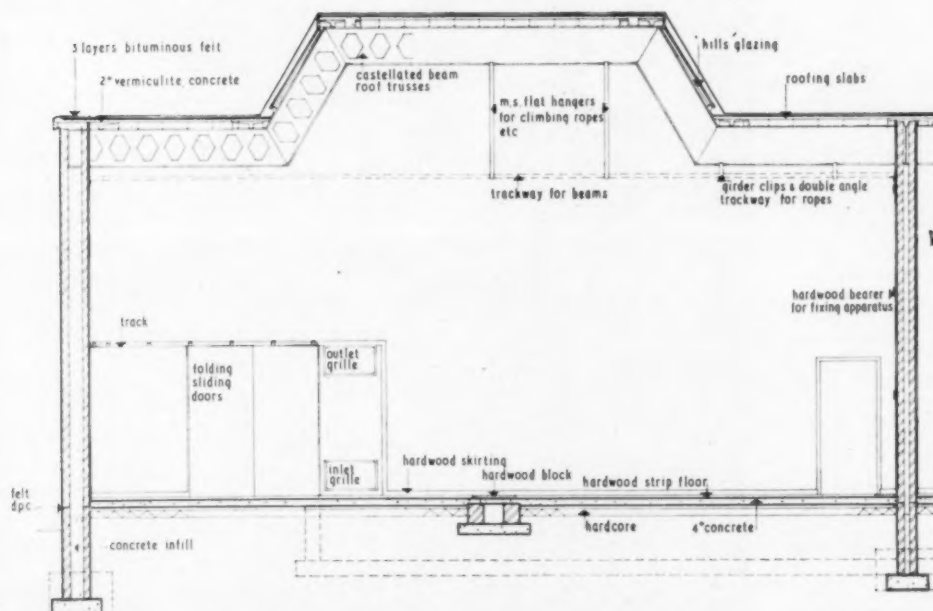 3 layers bituminous felt
2" vermiculite concrete
castellated beam
roof trusses
m.s. flat hangers
for climbing ropes
etc
hills glazing
roofing slabs
trackway for beams
girder clips & double angle
trackway for ropes
hardwood bearer
for fixing apparatus
track
folding
sliding
doors
outlet
grille
inlet
grille
hardwood skirting
hardwood block
hardwood strip floor
felt
dpc
concrete infill
hardcore
4" concrete